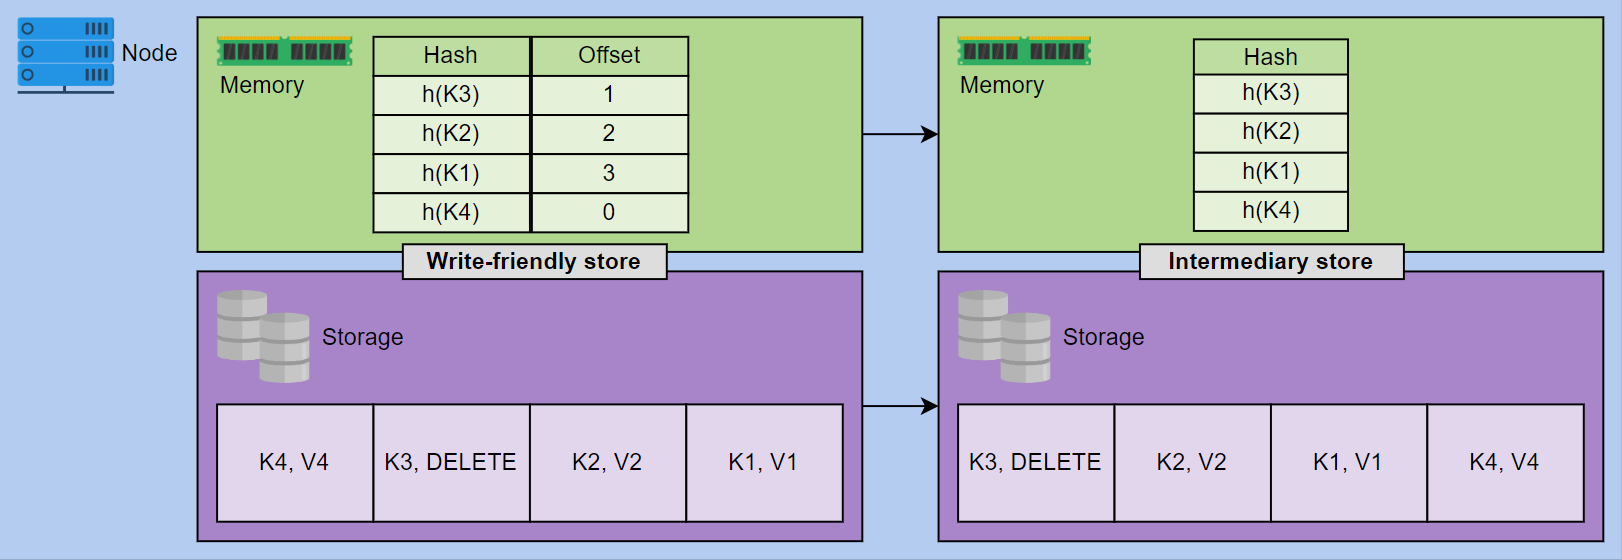 Node
Memory
Hash Offset
h(K3) 1
h(K2) 2
h(K1) 3
h(K4) 0
Write-friendly store
Storage
K4, V4 K3, DELETE K2, V2 K1, V1
Memory
Hash
h(K3)
h(K2)
h(K1)
h(K4)
Intermediary store
Storage
K3, DELETE K2, V2 K1, V1 K4, V4